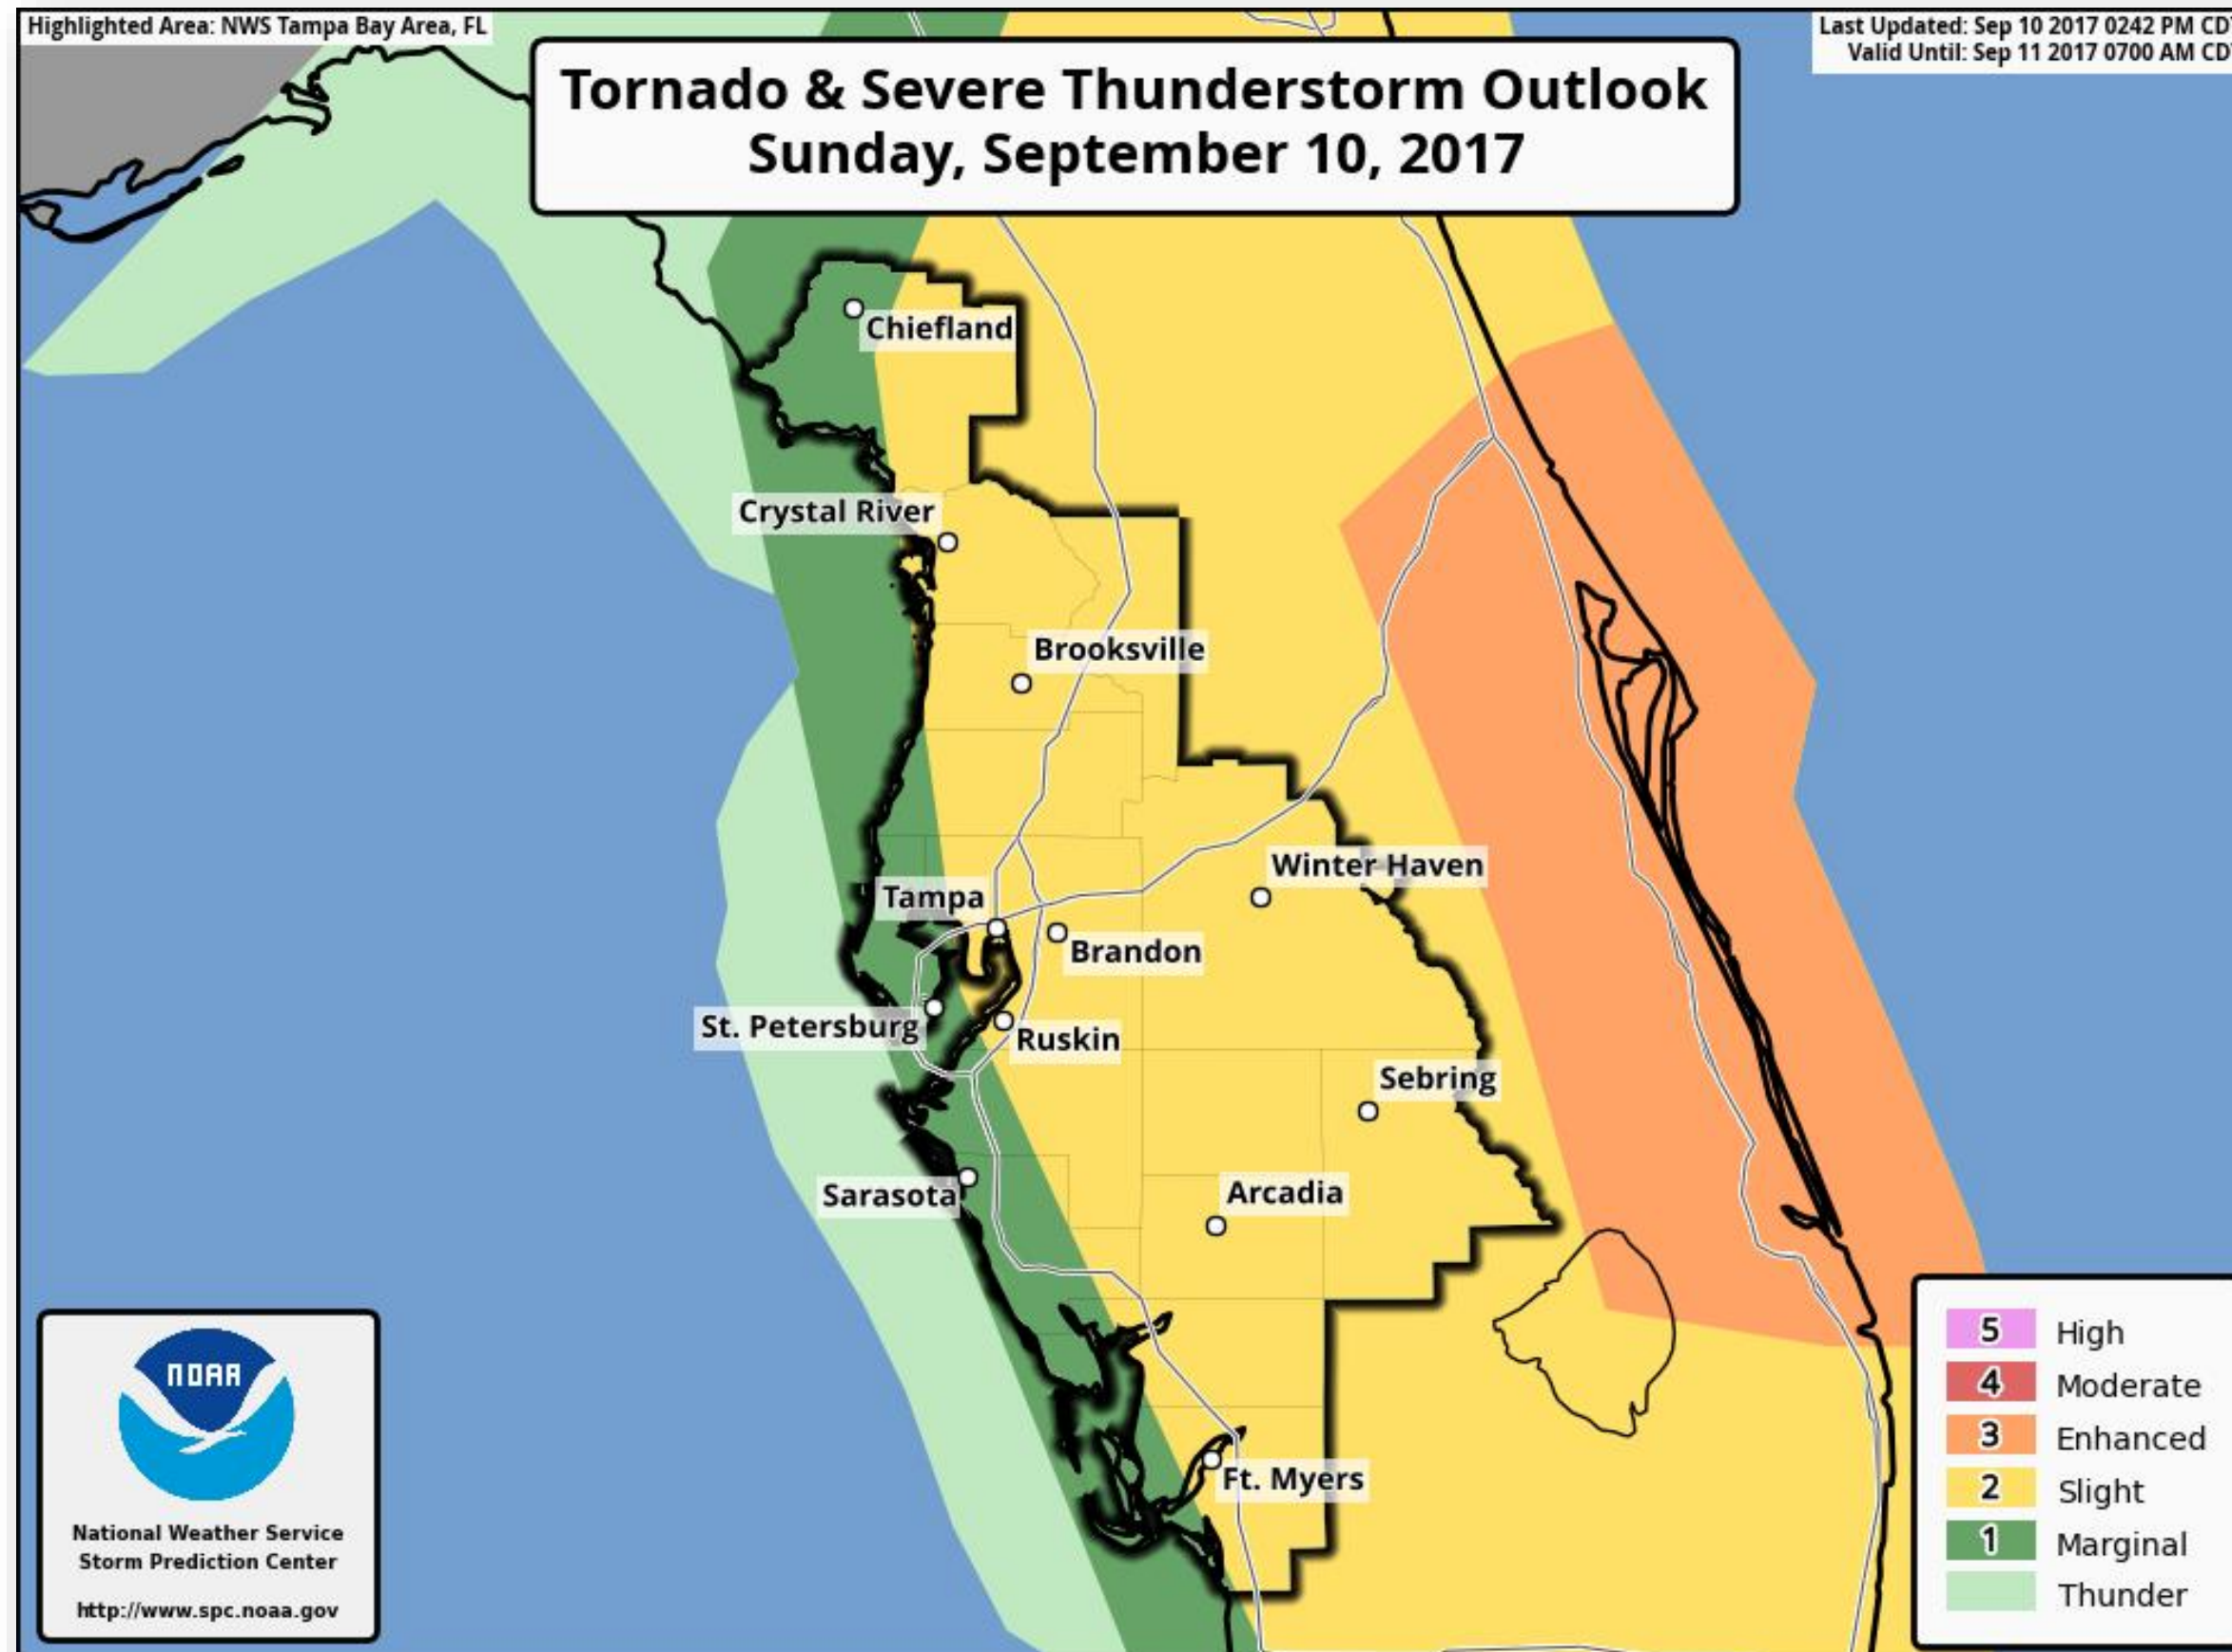 Highlighted Area: NWS Tampa Bay Area, FL
Last Updated: Sep 10 2017 0242 PM CDT
Valid Until: Sep 11 2017 0700 AM CDT
Tornado & Severe Thunderstorm Outlook
Sunday, September 10, 2017
Chiefland
Crystal River
Brooksville
Winter Haven
Tampa
Brandon
St. Petersburg
Ruskin
Sebring
Sarasota
Arcadia
Ft. Myers
NOAA
National Weather Service
Storm Prediction Center
http://www.spc.noaa.gov
5 High
4 Moderate
3 Enhanced
2 Slight
1 Marginal
Thunder